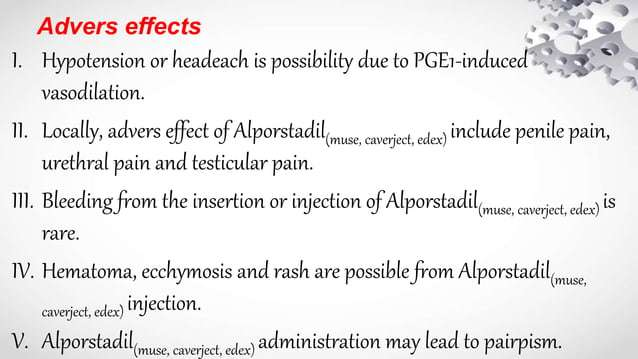 Advers effects
I. Hypotension or headeach is possibility due to PGE1-induced
vasodilation.
II. Locally, advers effect of Alporstadil(muse, caverject, edex) include penile pain,
urethral pain and testicular pain.
III. Bleeding from the insertion or injection of Alporstadil(muse, caverject, edex) is
rare.
IV. Hematoma, ecchymosis and rash are possible from Alporstadil(muse,
caverject, edex) injection.
V. Alporstadil(muse, caverject, edex) administration may lead to pairpism.